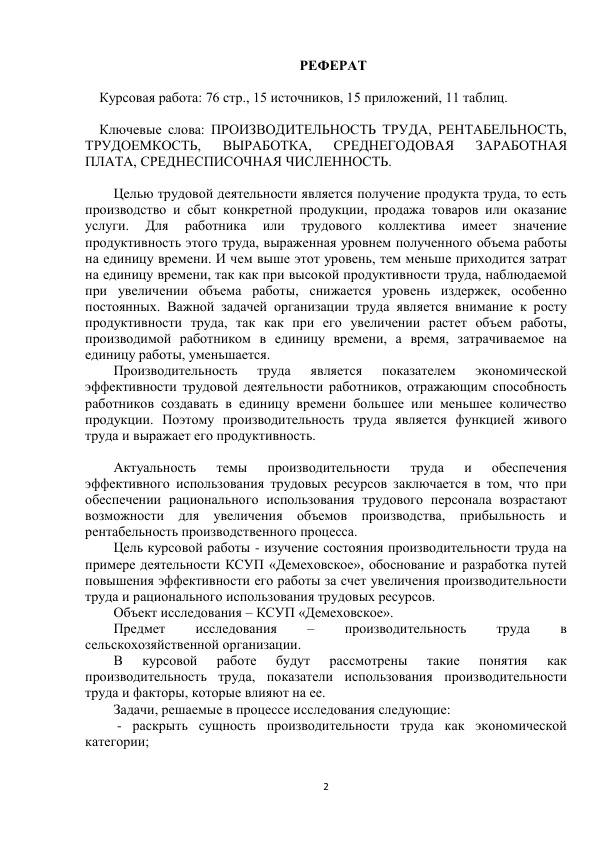 РЕФЕРАТ
Курсовая работа: 76 стр., 15 источников, 15 приложений, 11 таблиц.
Ключевые слова: ПРОИЗВОДИТЕЛЬНОСТЬ ТРУДА, РЕНТАБЕЛЬНОСТЬ,
ТРУДОЕМКОСТЬ, ВЫРАБОТКА, СРЕДНЕГОДОВАЯ ЗАРАБОТНАЯ
ПЛАТА, СРЕДНЕСПИСОЧНАЯ ЧИСЛЕННОСТЬ.
Целью трудовой деятельности является получение продукта труда, то есть
производство и сбыт конкретной продукции, продажа товаров или оказание
услуги. Для работника или трудового коллектива имеет значение
продуктивность этого труда, выраженная уровнем полученного объема работы
на единицу времени. И чем выше этот уровень, тем меньше приходится затрат
на единицу времени, так как при высокой продуктивности труда, наблюдаемой
при увеличении объема работы, снижается уровень издержек, особенно
постоянных. Важной задачей организации труда является внимание к росту
продуктивности труда, так как при его увеличении растет объем работы,
производимой работником в единицу времени, а время, затрачиваемое на
единицу работы, уменьшается.
Производительность труда является показателем экономической
эффективности трудовой деятельности работников, отражающим способность
работников создавать в единицу времени большее или меньшее количество
продукции. Поэтому производительность труда является функцией живого
труда и выражает его продуктивность.
Актуальность темы производительности труда и обеспечения
эффективного использования трудовых ресурсов заключается в том, что при
обеспечении рационального использования трудового персонала возрастают
возможности для увеличения объемов производства, прибыльность и
рентабельность производственного процесса.
Цель курсовой работы - изучение состояния производительности труда на
примере деятельности КСУП «Демеховское», обоснование и разработка путей
повышения эффективности его работы за счет увеличения производительности
труда и рационального использования трудовых ресурсов.
Объект исследования – КСУП «Демеховское».
Предмет исследования – производительность труда в
сельскохозяйственной организации.
В курсовой работе будут рассмотрены такие понятия как
производительность труда, показатели использования производительности
труда и факторы, которые влияют на ее.
Задачи, решаемые в процессе исследования следующие:
- раскрыть сущность производительности труда как экономической
категории;
2